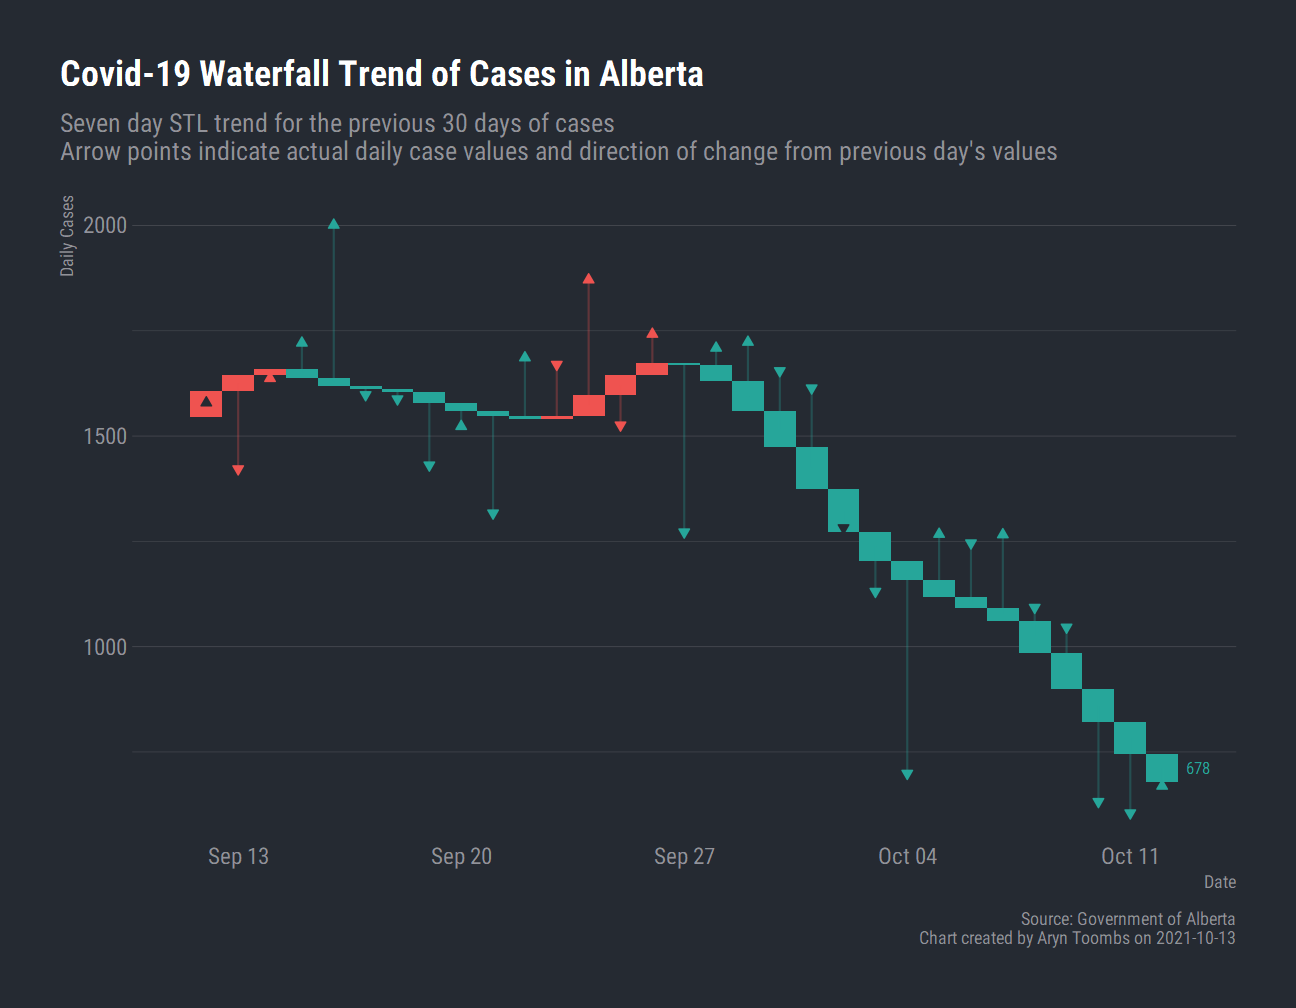 Covid-19 Waterfall Trend of Cases in Alberta
Seven day STL trend for the previous 30 days of cases
Arrow points indicate actual daily case values and direction of change from previous day's values
Daily Cases
2000
1500
1000
678
Sep 13 Sep 20 Sep 27 Oct 04 Oct 11
Date
Source: Government of Alberta
Chart created by Aryn Toombs on 2021-10-13